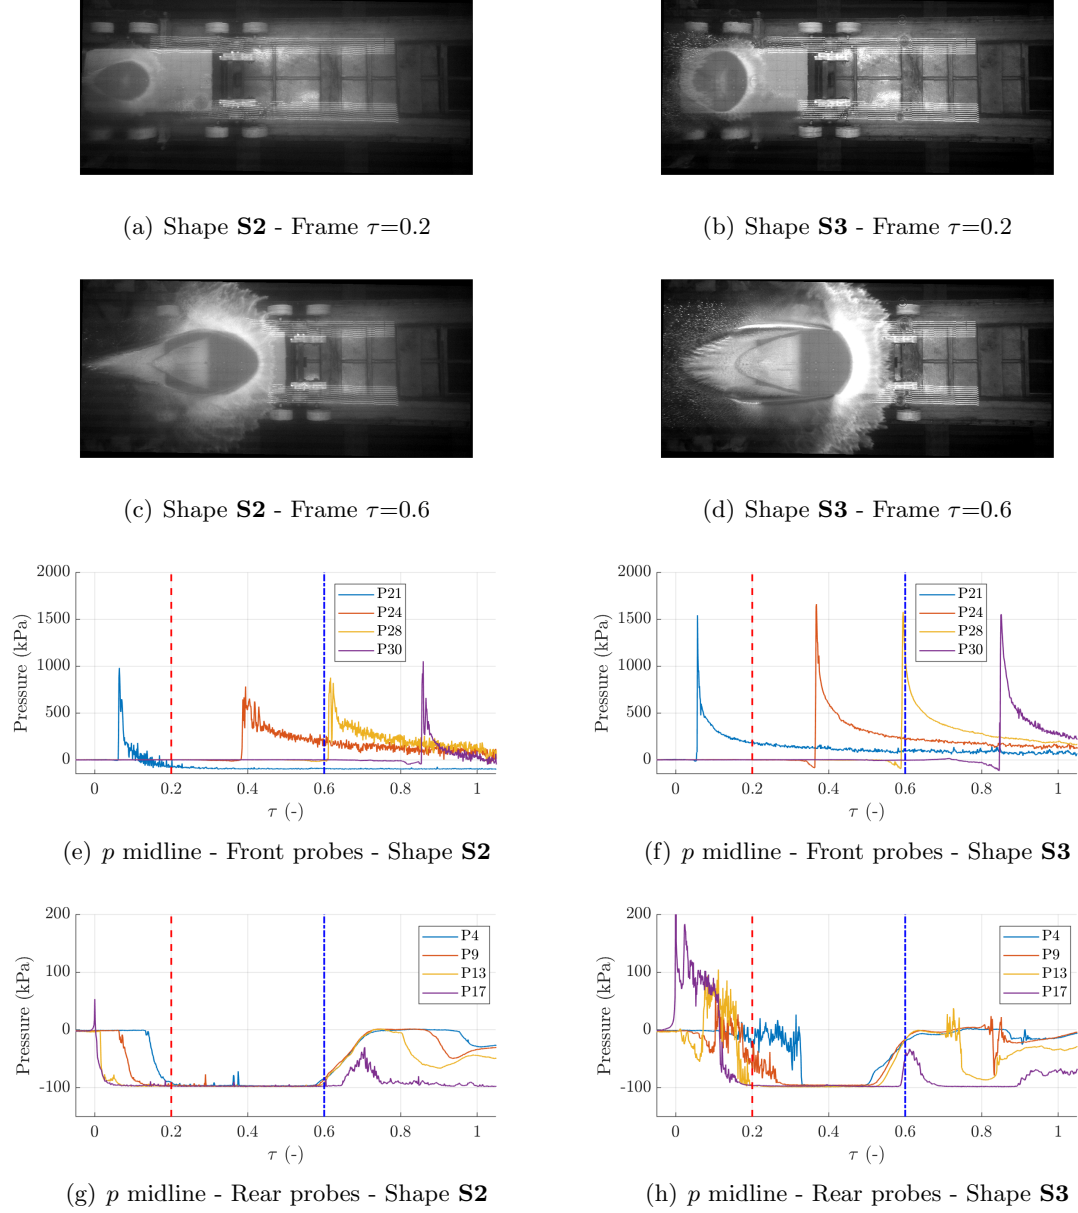 (a) Shape S2 - Frame τ=0.2
(b) Shape S3 - Frame τ=0.2
(c) Shape S2 - Frame τ=0.6
(d) Shape S3 - Frame τ=0.6
2000
1500
1000
500
0
Pressure (kPa)
P21
P24
P28
P30
0 0.2 0.4 0.6 0.8 1
τ (-)
(e) p midline - Front probes - Shape S2
2000
1500
1000
500
0
Pressure (kPa)
P21
P24
P28
P30
0 0.2 0.4 0.6 0.8 1
τ (-)
(f) p midline - Front probes - Shape S3
200
100
0
-100
Pressure (kPa)
P4
P9
P13
P17
0 0.2 0.4 0.6 0.8 1
τ (-)
(g) p midline - Rear probes - Shape S2
200
100
0
-100
Pressure (kPa)
P4
P9
P13
P17
0 0.2 0.4 0.6 0.8 1
τ (-)
(h) p midline - Rear probes - Shape S3